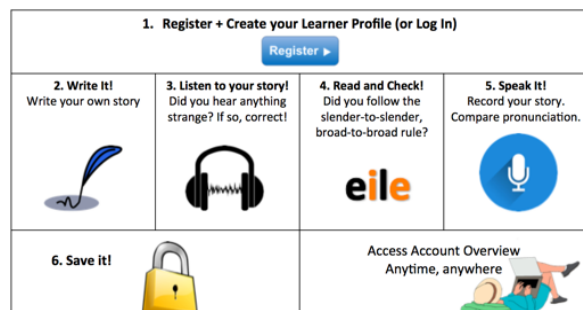 1. Register + Create your Learner Profile (or Log In)
Register ▶
2. Write It!
Write your own story
3. Listen to your story!
Did you hear anything
strange? If so, correct!
4. Read and Check!
Did you follow the
slender-to-slender,
broad-to-broad rule?
eile
5. Speak It!
Record your story.
Compare pronunciation.
6. Save it!
Access Account Overview
Anytime, anywhere